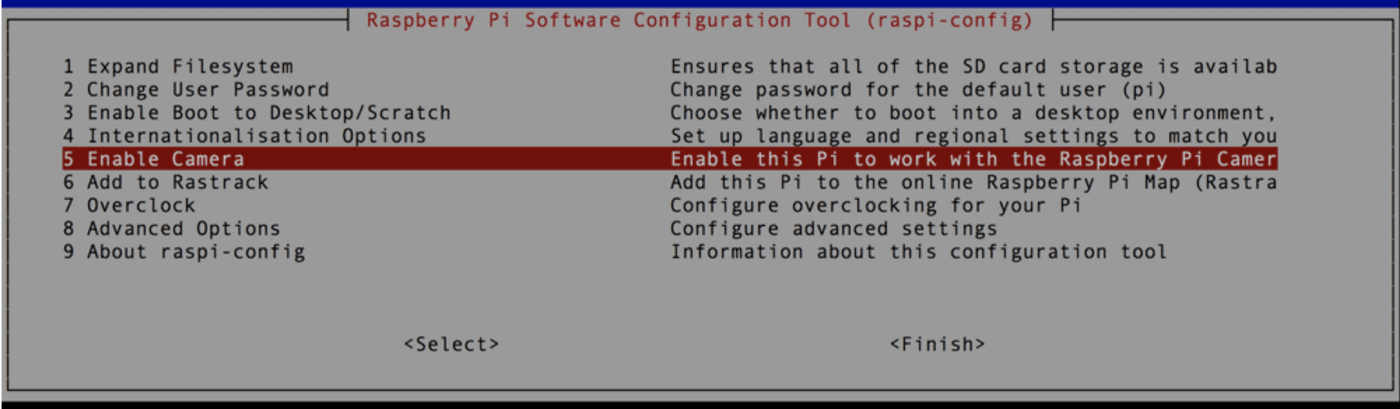 Raspberry Pi Software Configuration Tool (raspi-config)
1 Expand Filesystem Ensures that all of the SD card storage is availab
2 Change User Password Change password for the default user (pi)
3 Enable Boot to Desktop/Scratch Choose whether to boot into a desktop environment,
4 Internationalisation Options Set up language and regional settings to match you
5 Enable Camera Enable this Pi to work with the Raspberry Pi Camer
6 Add to Rastrack Add this Pi to the online Raspberry Pi Map (Rastra
7 Overclock Configure overclocking for your Pi
8 Advanced Options Configure advanced settings
9 About raspi-config Information about this configuration tool
<Select> <Finish>